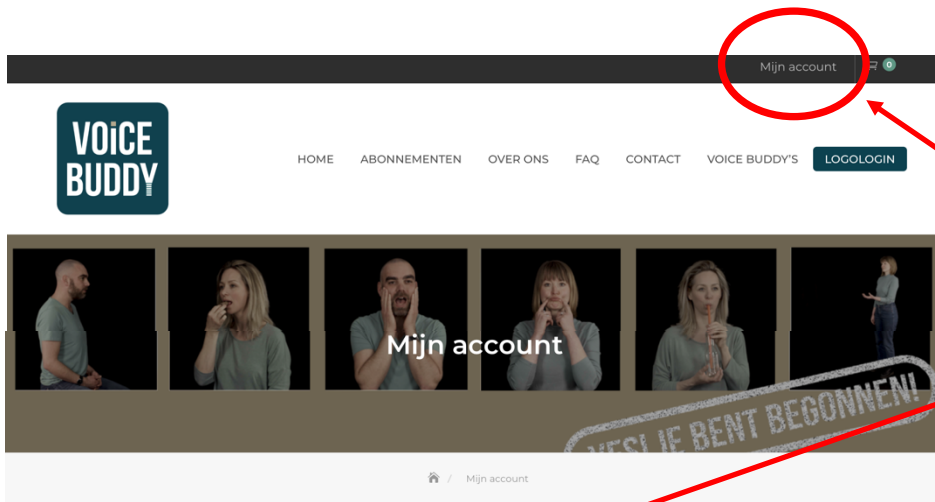 Mijn account 0
VOiCE
BUDDY
HOME ABONNEMENTEN OVER ONS FAQ CONTACT VOICE BUDDY'S LOGOLOGIN
Mijn account
YES! JE BENT BEGONNEN!
/ Mijn account